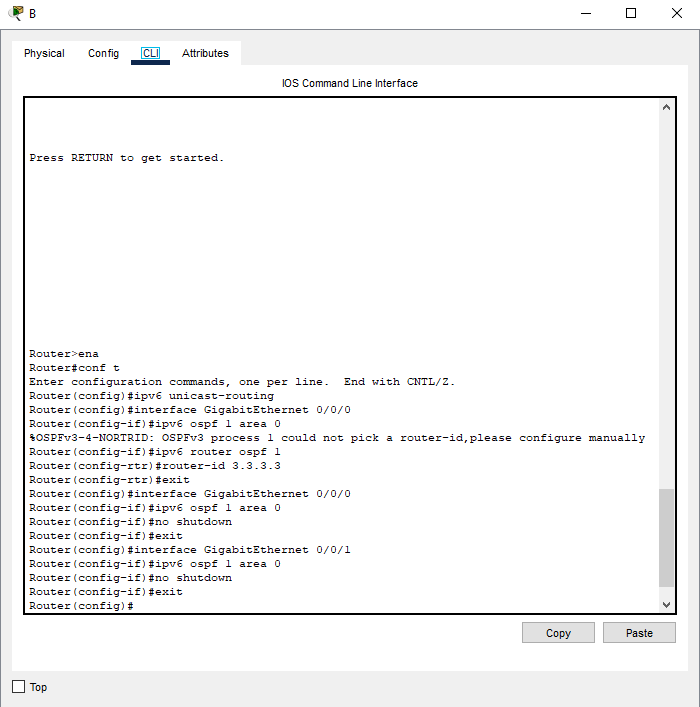 B
Physical Config CLI Attributes
IOS Command Line Interface
Press RETURN to get started.
Router>ena
Router#conf t
Enter configuration commands, one per line.  End with CNTL/Z.
Router(config)#ipv6 unicast-routing
Router(config)#interface GigabitEthernet 0/0/0
Router(config-if)#ipv6 ospf 1 area 0
%OSPFv3-4-NORTRID: OSPFv3 process 1 could not pick a router-id,please configure manually
Router(config-if)#ipv6 router ospf 1
Router(config-rtr)#router-id 3.3.3.3
Router(config-rtr)#exit
Router(config)#interface GigabitEthernet 0/0/0
Router(config-if)#ipv6 ospf 1 area 0
Router(config-if)#no shutdown
Router(config-if)#exit
Router(config)#interface GigabitEthernet 0/0/1
Router(config-if)#ipv6 ospf 1 area 0
Router(config-if)#no shutdown
Router(config-if)#exit
Router(config)#
Copy Paste
Top